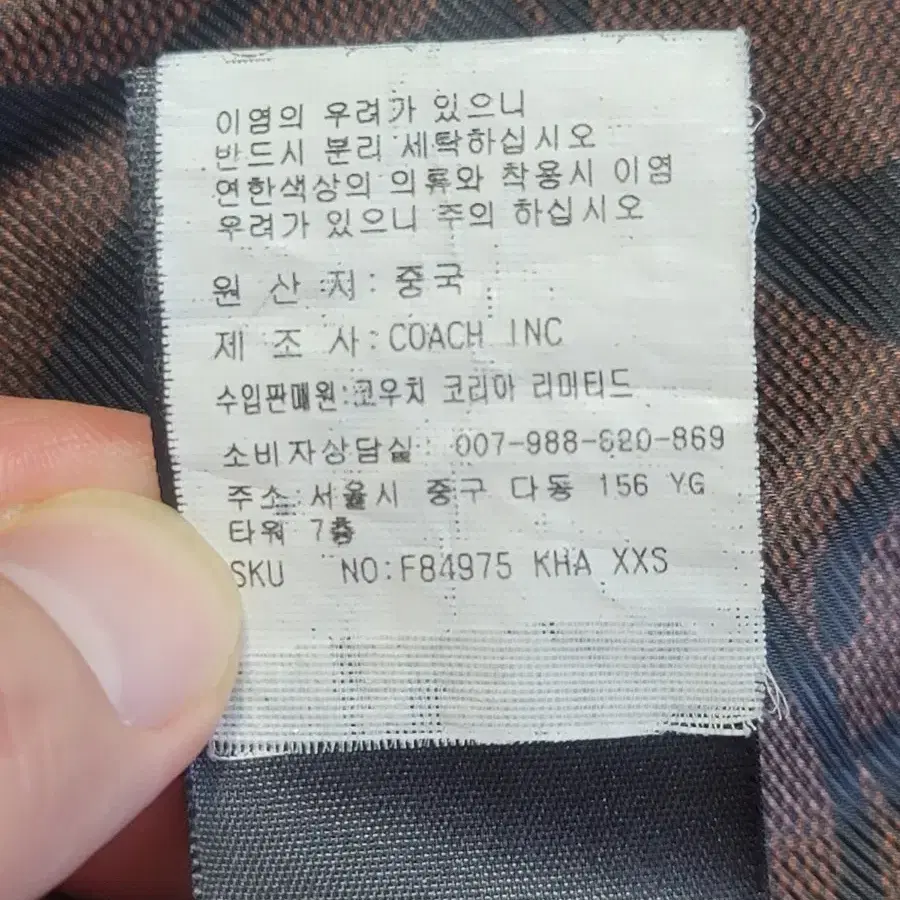 이염의 우려가 있으니
반드시 분리 세탁하십시오
연한색상의 의류와 착용시 이염
우려가 있으니 주의 하십시오
원 산 지: 중국
제 조 사: COACH INC
수입판매원:코우치 코리아 리미티드
소비자상담실: 007-988-620-869
주소:서울시 중구 다동 156 YG
타워 7층
SKU NO:F84975 KHA XXS